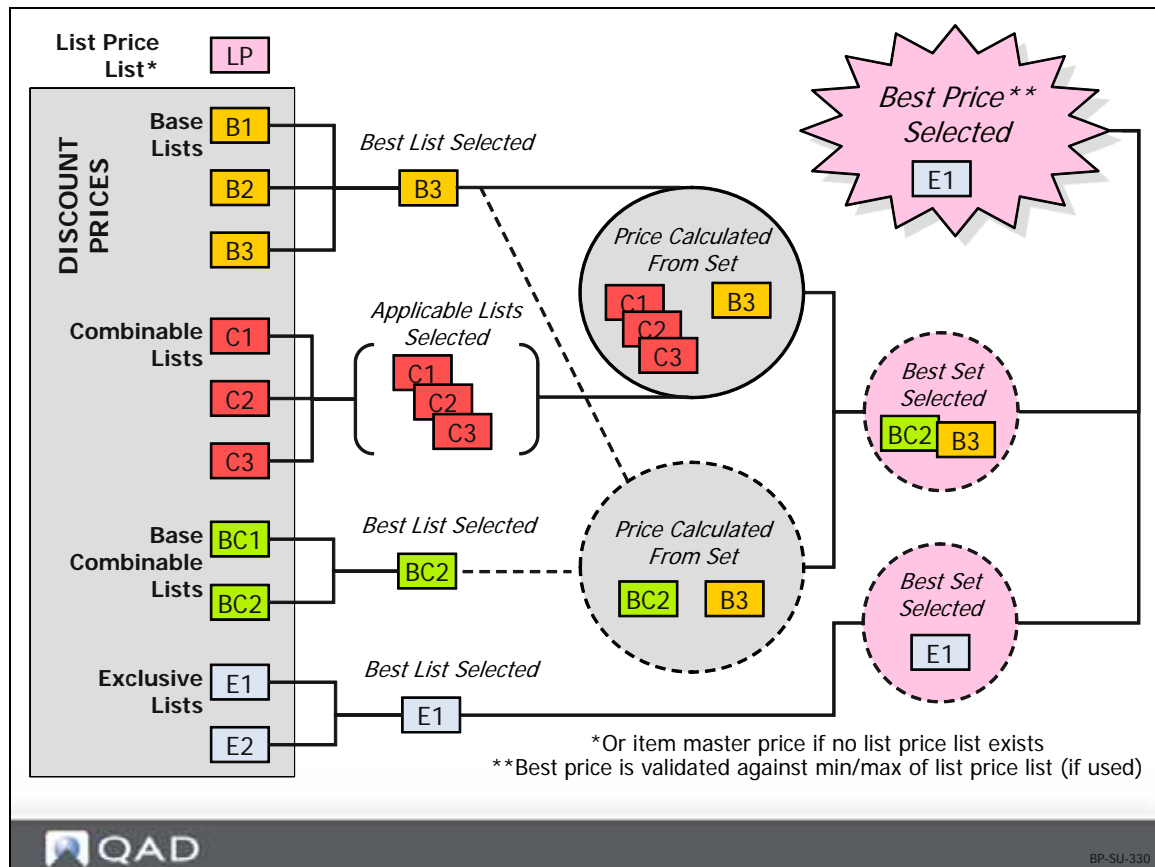 List Price
List*
LP
DISCOUNT
PRICES
Base
Lists
B1
B2
B3
Best List Selected
B3
Combinable
Lists
C1
C2
C3
Applicable Lists
Selected
C1
C2
C3
Base
Combinable
Lists
BC1
BC2
Best List Selected
BC2
Exclusive
Lists
E1
E2
Best List Selected
E1
Price Calculated
From Set
C1
C2
C3
B3
Price Calculated
From Set
BC2
B3
Best Price**
Selected
E1
Best Set
Selected
BC2
B3
Best Set
Selected
E1
*Or item master price if no list price list exists
**Best price is validated against min/max of list price list (if used)
QAD
BP-SU-330